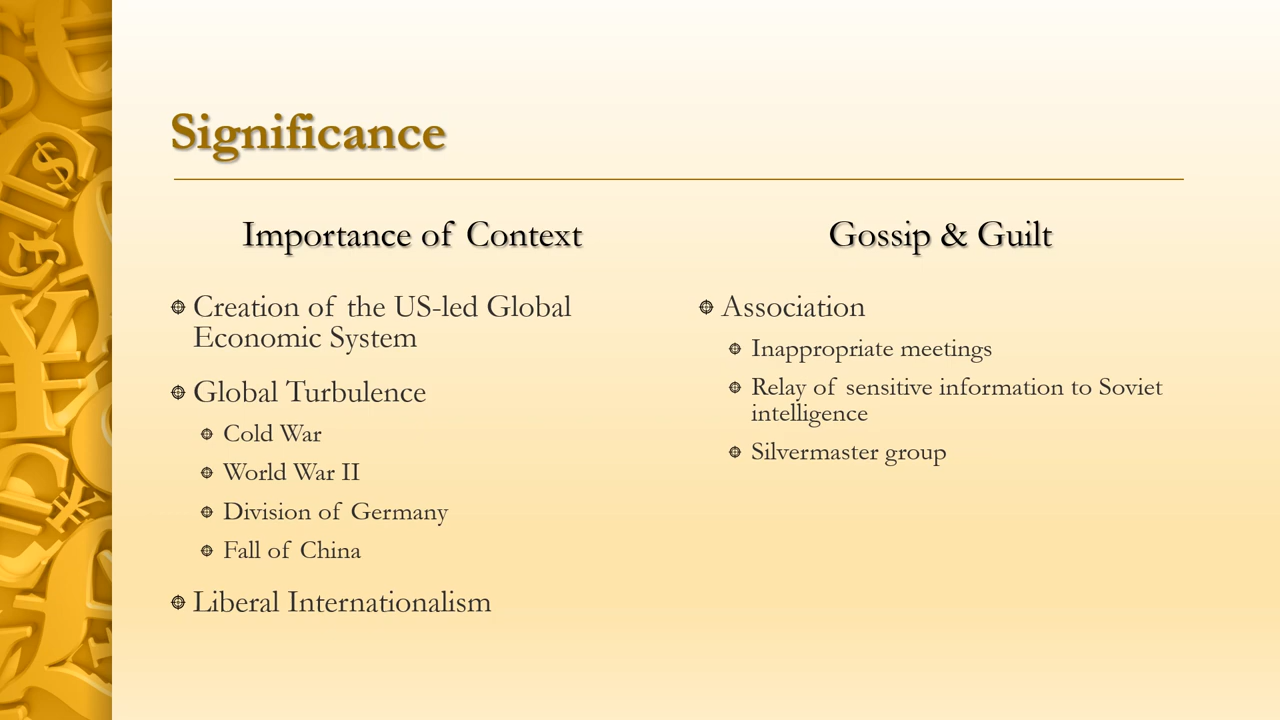 Significance
Importance of Context
Creation of the US-led Global
Economic System
Global Turbulence
Cold War
World War II
Division of Germany
Fall of China
Liberal Internationalism
Gossip & Guilt
Association
Inappropriate meetings
Relay of sensitive information to Soviet
intelligence
Silvermaster group